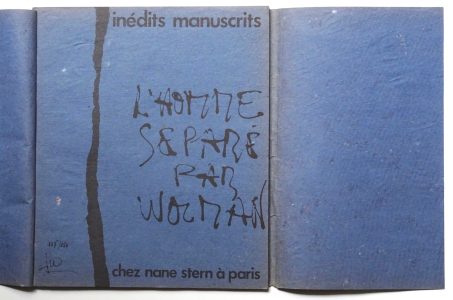 inédits manuscrits
L'HOMME
SEPARÉ
PAR
WOLMAN
chez nane stern à paris